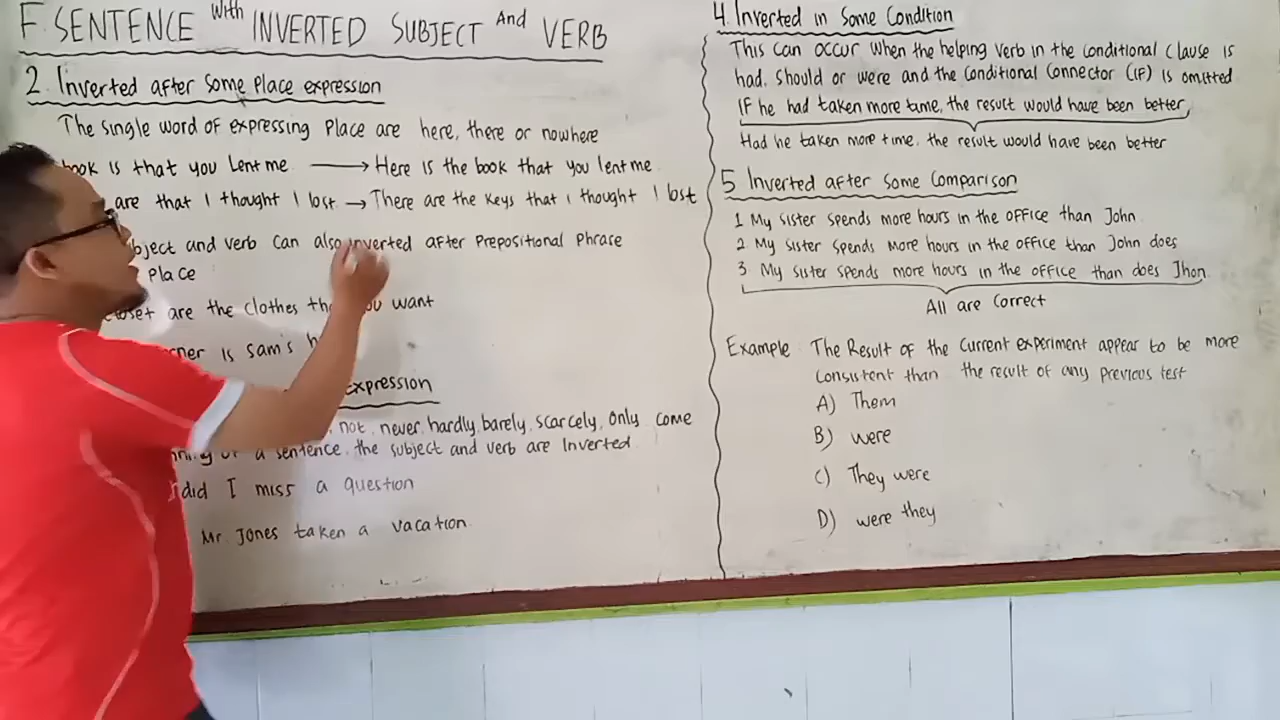 F. SENTENCE With INVERTED SUBJECT And VERB
2. Inverted after some Place expression
The single word of expressing Place are here, there or nowhere
book is that you Lent me → Here is the book that you lent me.
are that I thought I lost → There are the keys that I thought I lost
and verb can also inverted after Prepositional Phrase
Place
are the clothes you want
is Sam's
expression
not, never, hardly, barely, scarcely, only come
of a sentence, the subject and verb are Inverted.
did I miss a question
Mr. Jones taken a vacation
4. Inverted in Some Condition
This can occur when the helping verb in the conditional clause is
had, should or were and the Conditional Connector (IF) is omitted
IF he had taken more time, the result would have been better
Had he taken more time, the result would have been better
5 Inverted after Some Comparison
1 My sister spends more hours in the office than John
2 My sister spends more hours in the office than John does
3 My sister spends more hours in the office than does Jhon
All are correct
Example The Result of the current experiment appear to be more
consistent than the result of any previous test
A) Them
B) were
C) They were
D) were they